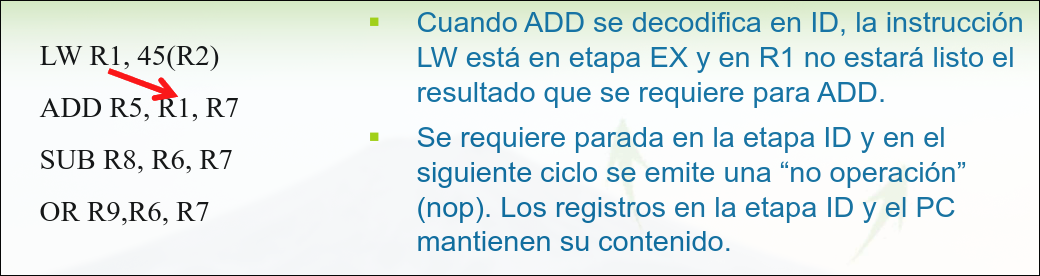 LW R1, 45(R2)
ADD R5, R1, R7
SUB R8, R6, R7
OR R9,R6, R7
Cuando ADD se decodifica en ID, la instrucción
LW está en etapa EX y en R1 no estará listo el
resultado que se requiere para ADD.
Se requiere parada en la etapa ID y en el
siguiente ciclo se emite una “no operación”
(nop). Los registros en la etapa ID y el PC
mantienen su contenido.